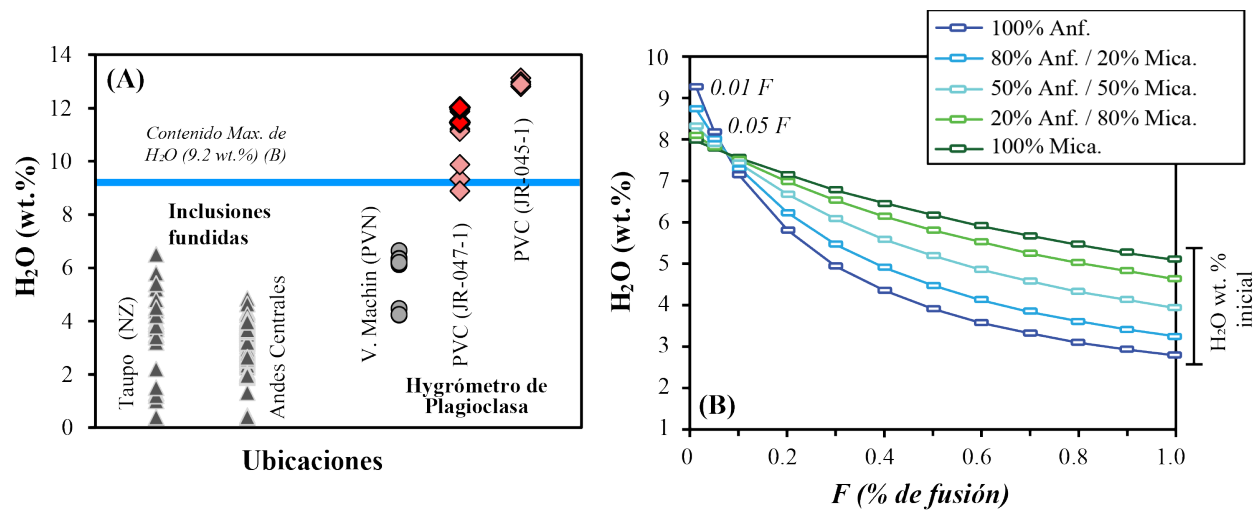 (A)
H₂O (wt.%)
14
12
10
8
6
4
2
0
Contenido Max. de
H₂O (9.2 wt.%) (B)
Inclusiones
fundidas
Taupo (NZ)
Andes Centrales
V. Machin (PVN)
PVC (JR-047-1)
PVC (JR-045-1)
Hygrómetro de
Plagioclasa
Ubicaciones
100% Anf.
80% Anf. / 20% Mica.
50% Anf. / 50% Mica.
20% Anf. / 80% Mica.
100% Mica.
H₂O (wt.%)
10
9
8
7
6
5
4
3
2
1
0.01 F
0.05 F
H₂O wt. %
inicial
(B)
0
0.2
0.4
0.6
0.8
1.0
F (% de fusión)